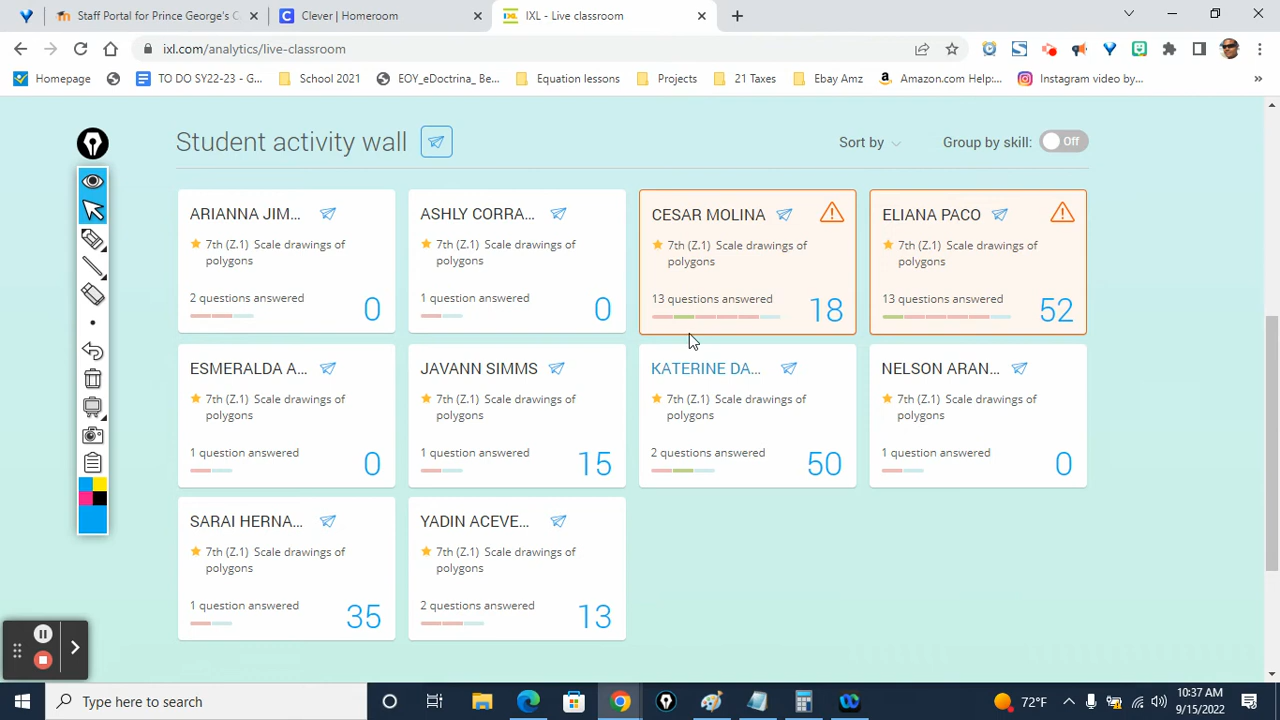 Staff Portal for Prince George's C
Clever | Homeroom
IXL - Live classroom
ixl.com/analytics/live-classroom
Homepage
TO DO SY22-23 - G...
School 2021
EOY_eDoctrina_Be...
Equation lessons
Projects
21 Taxes
Ebay Amz
Amazon.com Help:...
Instagram video by...
Student activity wall
Sort by
Group by skill:
Off
ARIANNA JIM...
7th (Z.1) Scale drawings of
polygons
2 questions answered
0
ASHLY CORRA...
7th (Z.1) Scale drawings of
polygons
1 question answered
0
CESAR MOLINA
7th (Z.1) Scale drawings of
polygons
13 questions answered
18
ELIANA PACO
7th (Z.1) Scale drawings of
polygons
13 questions answered
52
ESMERALDA A...
7th (Z.1) Scale drawings of
polygons
1 question answered
0
JAVANN SIMMS
7th (Z.1) Scale drawings of
polygons
1 question answered
15
KATERINE DA...
7th (Z.1) Scale drawings of
polygons
2 questions answered
50
NELSON ARAN...
7th (Z.1) Scale drawings of
polygons
1 question answered
0
SARAI HERNA...
7th (Z.1) Scale drawings of
polygons
1 question answered
35
YADIN ACEVE...
7th (Z.1) Scale drawings of
polygons
2 questions answered
13
Type here to search
72°F
10:37 AM
9/15/2022